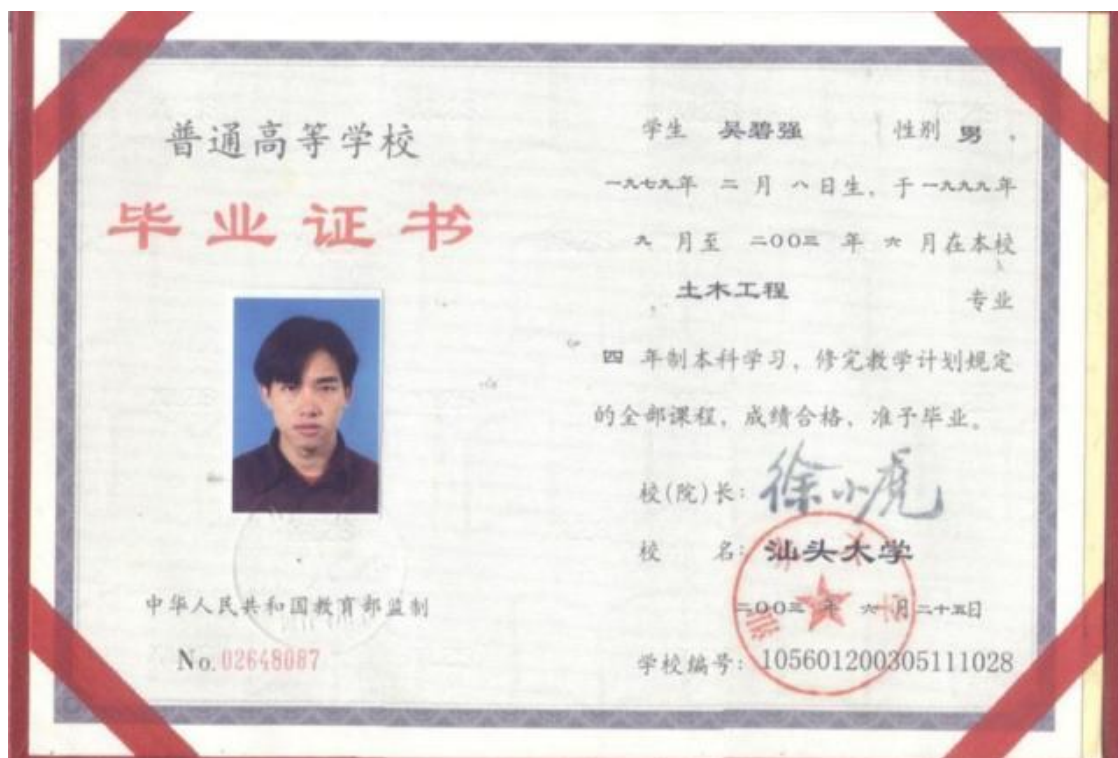 普通高等学校
毕业证书
中华人民共和国教育部监制
No.02648087
学生 吴碧强 性别 男，
一九七九年 二 月 八日生，于一九九九年
九 月至 二00三 年 六 月在本校
土木工程 专业
四 年制本科学习，修完教学计划规定
的全部课程，成绩合格，准予毕业。
校(院)长：徐小虎
校 名：汕头大学
二00三 年 六 月二十五日
学校编号：105601200305111028